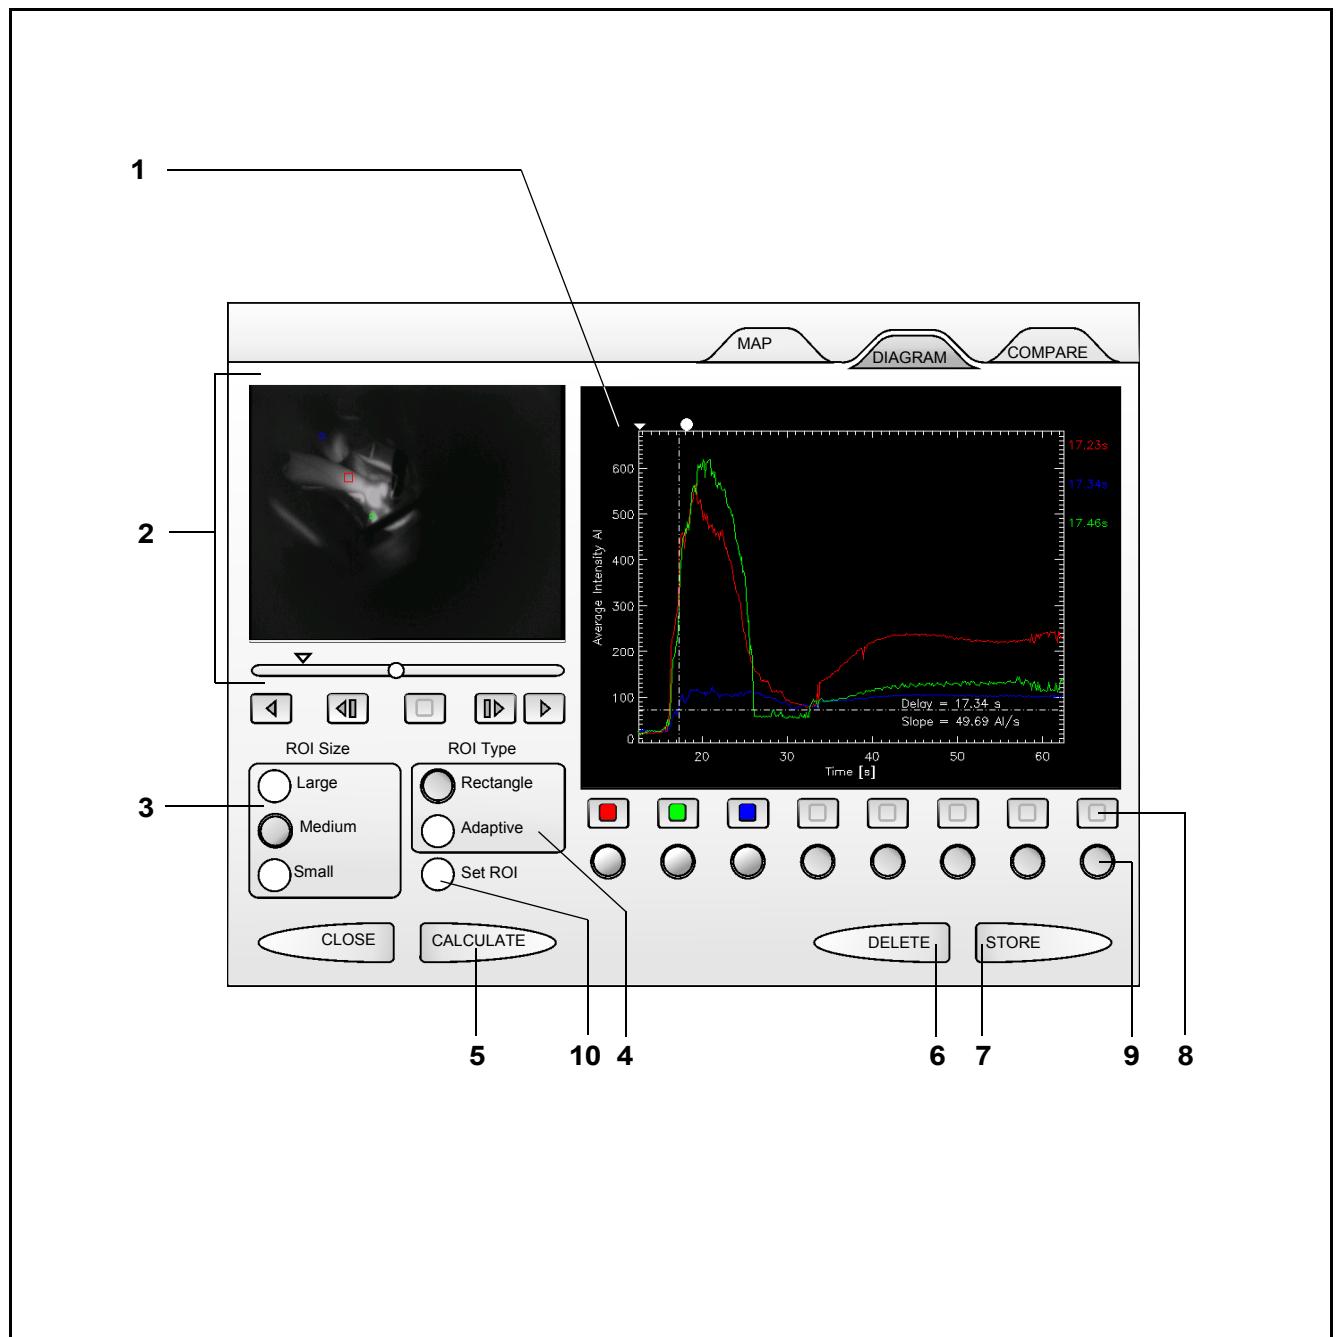 1
MAP
DIAGRAM
COMPARE
2
600
500
400
300
200
100
0
Average Intensity AI
20
30
40
50
60
Time [s]
17.23s
17.34s
17.46s
Delay = 17.34 s
Slope = 49.69 AI/s
ROI Size
ROI Type
Large
Medium
Small
Rectangle
Adaptive
Set ROI
3
8
9
CLOSE
CALCULATE
DELETE
STORE
5
10
4
6
7